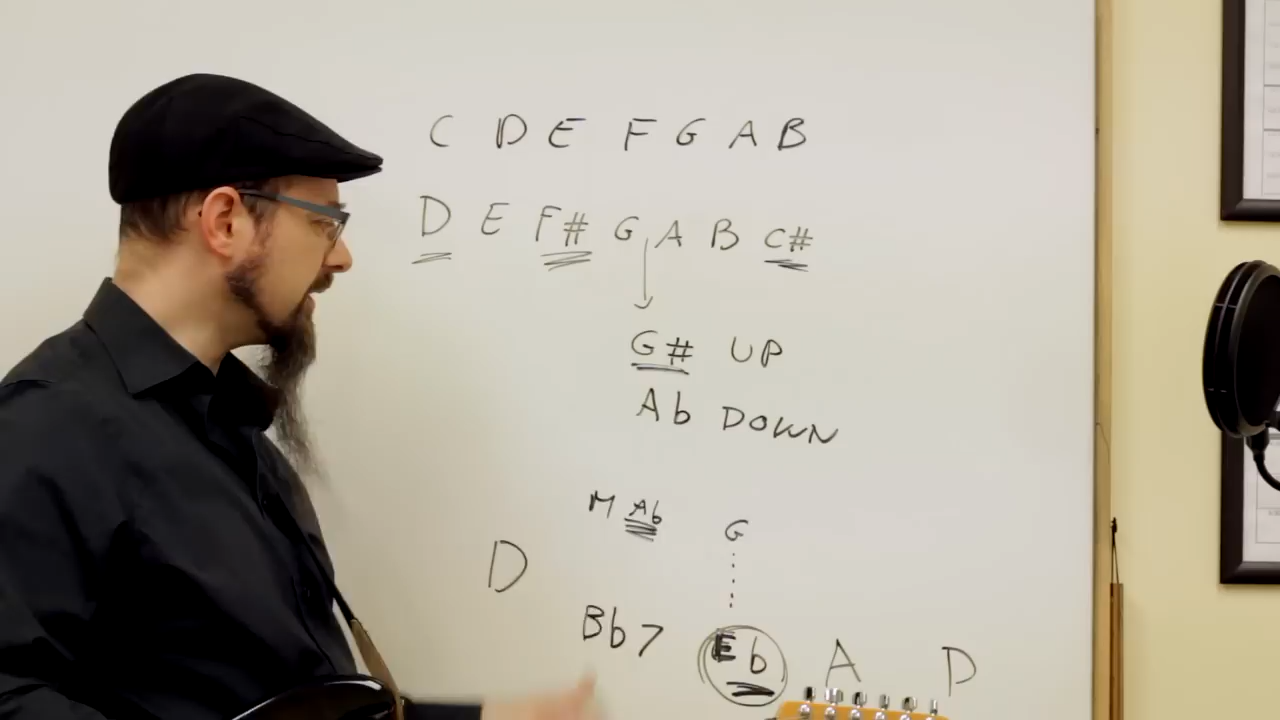 C D E F G A B
D E F# G A B C#
G# UP
Ab DOWN
M Ab G
D
Bb7 Eb A D